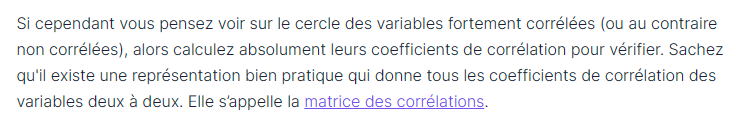 Si cependant vous pensez voir sur le cercle des variables fortement corrélées (ou au contraire
non corrélées), alors calculez absolument leurs coefficients de corrélation pour vérifier. Sachez
qu'il existe une représentation bien pratique qui donne tous les coefficients de corrélation des
variables deux à deux. Elle s’appelle la matrice des corrélations.